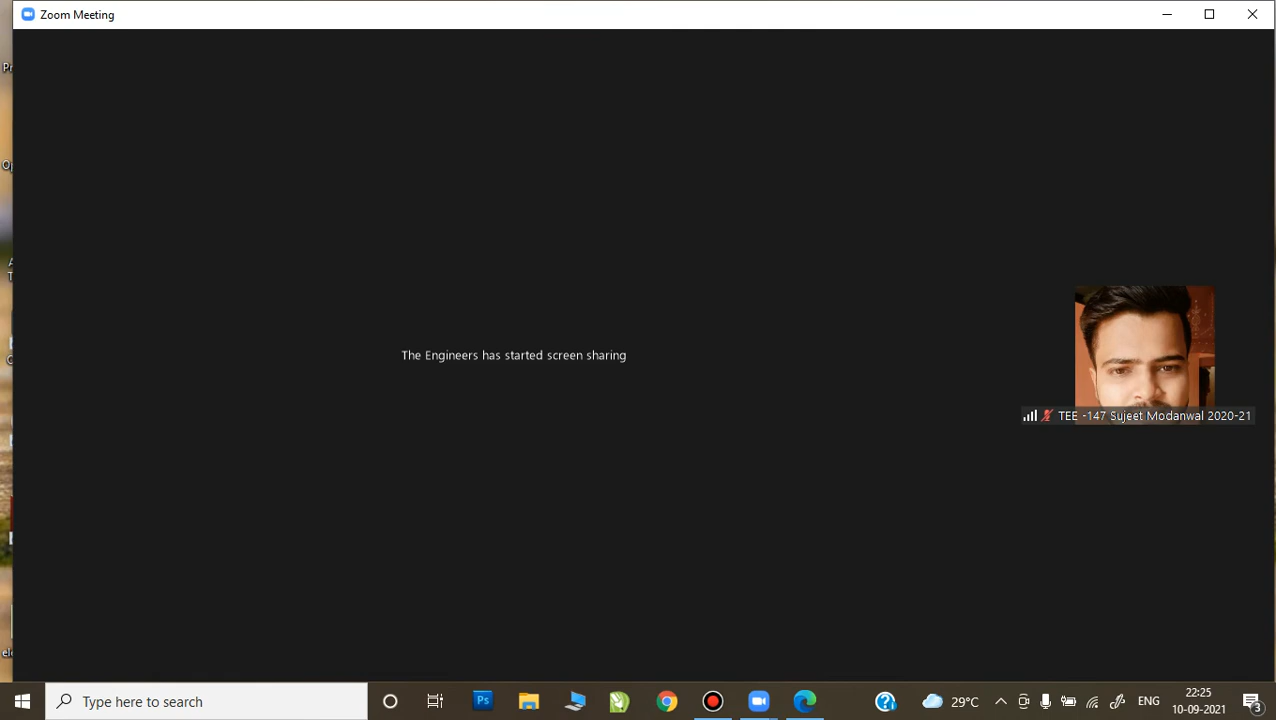 Zoom Meeting
The Engineers has started screen sharing
TEE -147 Sujeet Modanwal 2020-21
Type here to search
Ps
29°C
ENG
22:25
10-09-2021
3